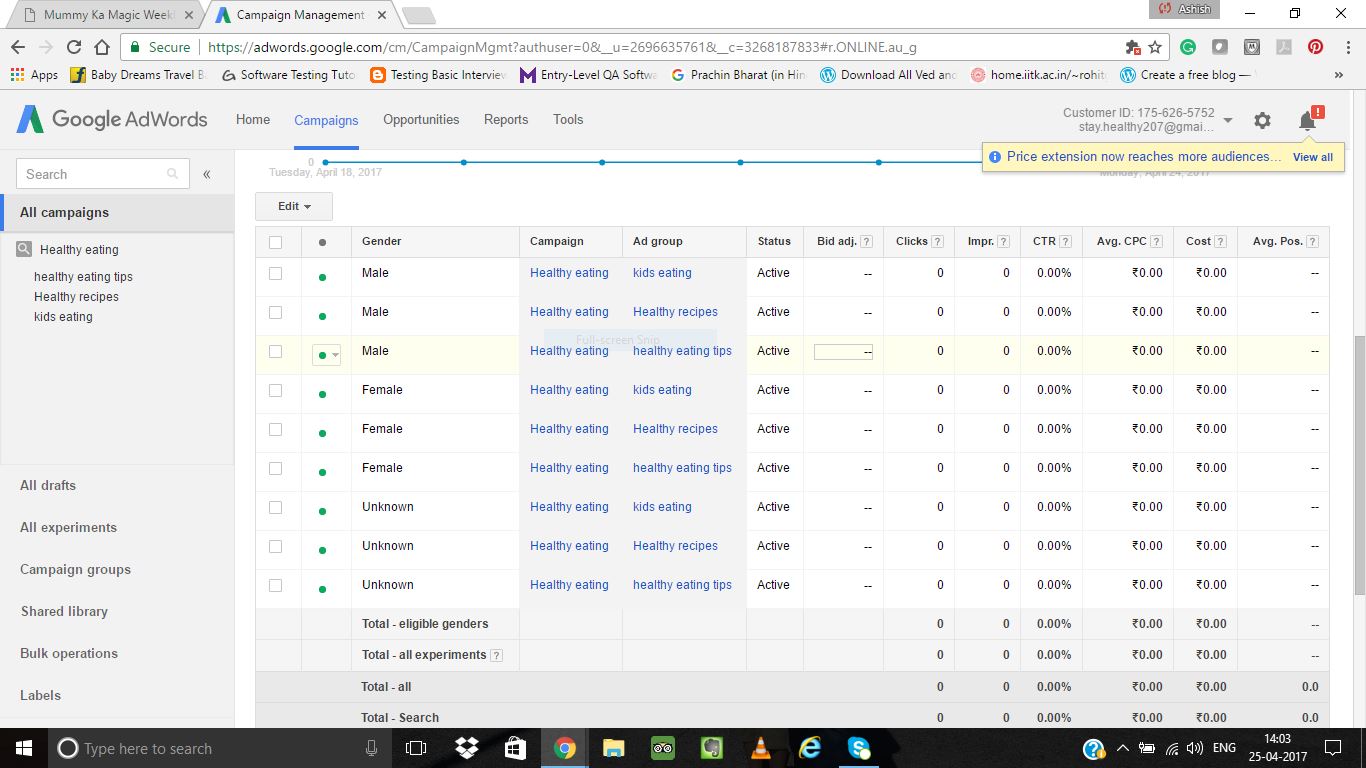 Mummy Ka Magic Week
Campaign Management
Ashish
Secure https://adwords.google.com/cm/CampaignMgmt?authuser=0&__u=2696635761&__c=3268187833#r.ONLINE.au_g
Apps Baby Dreams Travel B Software Testing Tuto Testing Basic Interview Entry-Level QA Softwa Prachin Bharat (in Hin Download All Ved and home.iitk.ac.in/~rohit Create a free blog — »
Google AdWords Home Campaigns Opportunities Reports Tools
Customer ID: 175-626-5752
stay.healthy207@gmai...
Price extension now reaches more audiences... View all
Search «
All campaigns
Healthy eating
healthy eating tips
Healthy recipes
kids eating
All drafts
All experiments
Campaign groups
Shared library
Bulk operations
Labels
0
Tuesday, April 18, 2017 Monday, April 24, 2017
Edit
Gender Campaign Ad group Status Bid adj. ? Clicks ? Impr. ? CTR ? Avg. CPC ? Cost ? Avg. Pos. ?
Male Healthy eating kids eating Active -- 0 0 0.00% ₹0.00 ₹0.00 --
Male Healthy eating Healthy recipes Active -- 0 0 0.00% ₹0.00 ₹0.00 --
Full-screen Snip
Male Healthy eating healthy eating tips Active -- 0 0 0.00% ₹0.00 ₹0.00 --
Female Healthy eating kids eating Active -- 0 0 0.00% ₹0.00 ₹0.00 --
Female Healthy eating Healthy recipes Active -- 0 0 0.00% ₹0.00 ₹0.00 --
Female Healthy eating healthy eating tips Active -- 0 0 0.00% ₹0.00 ₹0.00 --
Unknown Healthy eating kids eating Active -- 0 0 0.00% ₹0.00 ₹0.00 --
Unknown Healthy eating Healthy recipes Active -- 0 0 0.00% ₹0.00 ₹0.00 --
Unknown Healthy eating healthy eating tips Active -- 0 0 0.00% ₹0.00 ₹0.00 --
Total - eligible genders 0 0 0.00% ₹0.00 ₹0.00 --
Total - all experiments ? 0 0 0.00% ₹0.00 ₹0.00 --
Total - all 0 0 0.00% ₹0.00 ₹0.00 0.0
Total - Search 0 0 0.00% ₹0.00 ₹0.00 0.0
Type here to search
ENG
14:03
25-04-2017